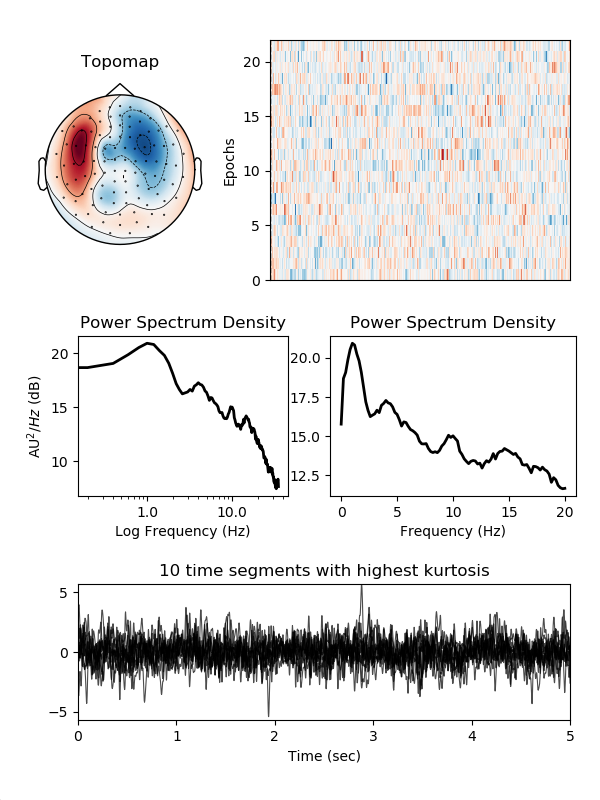 Topomap
Epochs
20
15
10
5
0
Power Spectrum Density
AU²/Hz (dB)
20
15
10
1.0 10.0
Log Frequency (Hz)
Power Spectrum Density
20.0
17.5
15.0
12.5
0 5 10 15 20
Frequency (Hz)
10 time segments with highest kurtosis
5
0
−5
0 1 2 3 4 5
Time (sec)